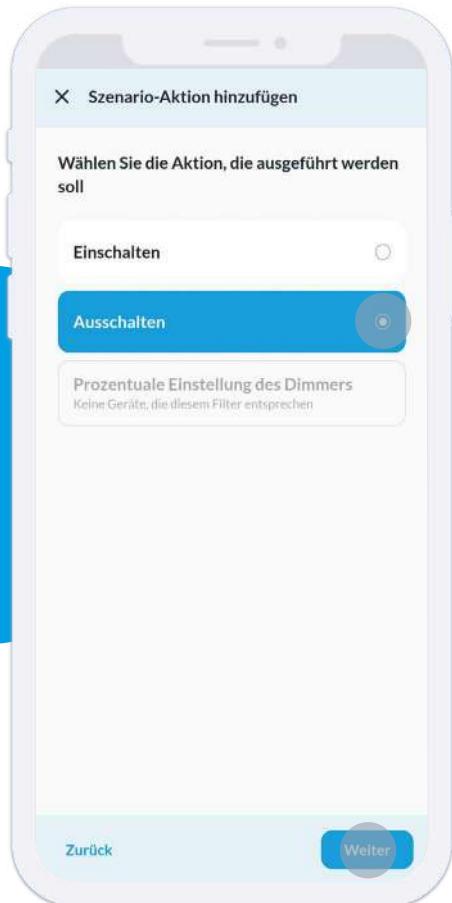 Szenario-Aktion hinzufügen
Wählen Sie die Aktion, die ausgeführt werden
soll
Einschalten
Ausschalten
Prozentuale Einstellung des Dimmers
Keine Geräte, die diesem Filter entsprechen
Zurück
Weiter